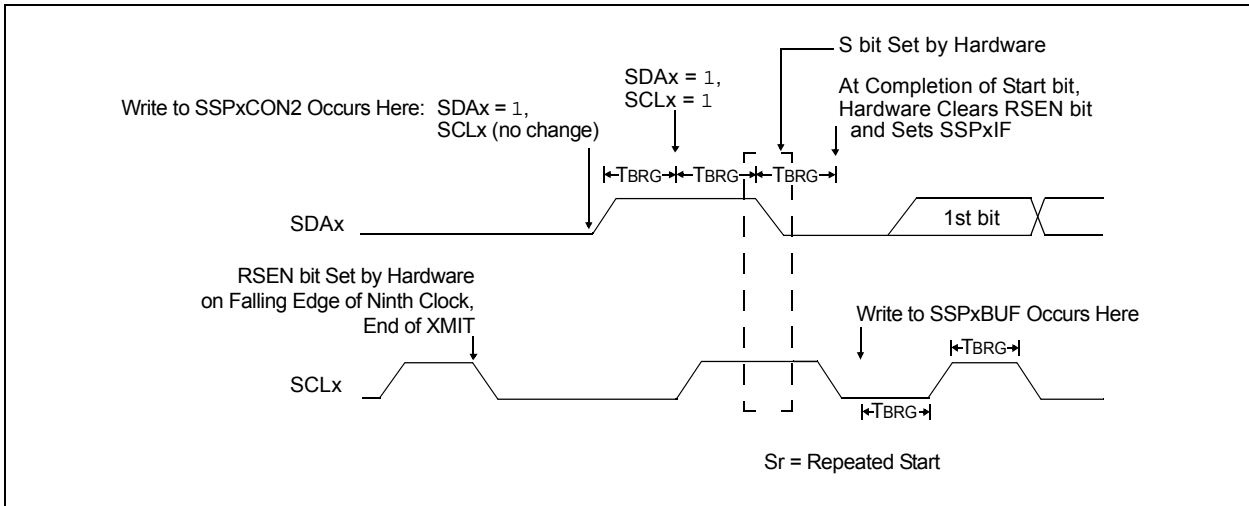 S bit Set by Hardware
SDAx = 1,
SCLx = 1
At Completion of Start bit,
Hardware Clears RSEN bit
and Sets SSPxIF
Write to SSPxCON2 Occurs Here: SDAx = 1,
SCLx (no change)
TBRG
TBRG
TBRG
SDAx
1st bit
RSEN bit Set by Hardware
on Falling Edge of Ninth Clock,
End of XMIT
Write to SSPxBUF Occurs Here
TBRG
SCLx
TBRG
Sr = Repeated Start